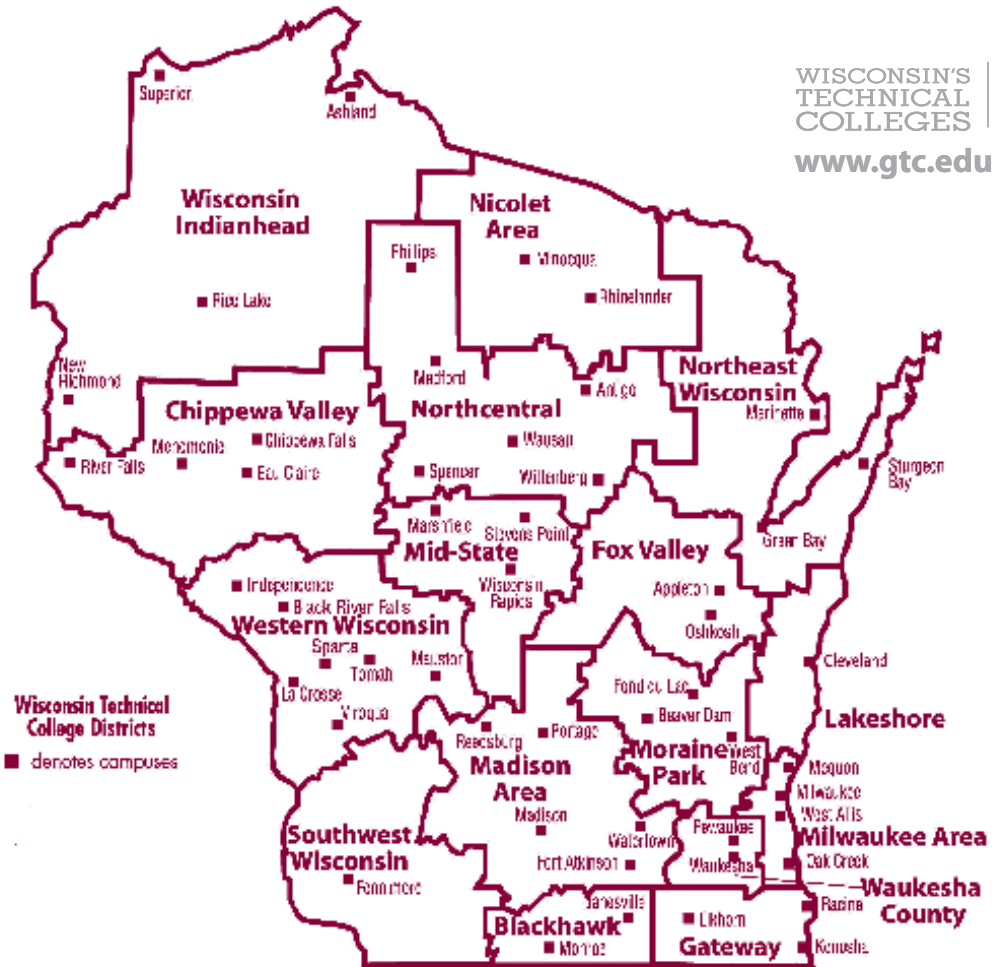 WISCONSIN'S
TECHNICAL
COLLEGES
www.gtc.edu
Superior
Ashland
Wisconsin
Indianhead
Nicolet
Area
Phillips
Minocqua
Rice Lake
Rhinelander
New
Richmond
Medford
Northeast
Wisconsin
Antigo
Chippewa Valley
Northcentral
Marinette
Menomonie
Chippewa Falls
Wausau
River Falls
Eau Claire
Spencer
Wittenberg
Sturgeon
Bay
Marshfield
Stevens Point
Green Bay
Mid-State
Fox Valley
Independence
Wisconsin
Rapids
Appleton
Black River Falls
Western Wisconsin
Oshkosh
Sparta
Tomah
Mauston
Cleveland
La Crosse
Fond du Lac
Viroqua
Beaver Dam
Lakeshore
Wisconsin Technical
College Districts
denotes campuses
Reedsburg
Portage
Moraine
Park
West
Bend
Madison
Area
Mequon
Milwaukee
West Allis
Madison
Southwest
Wisconsin
Watertown
Pewaukee
Milwaukee Area
Fort Atkinson
Waukesha
Oak Creek
Fennimore
Waukesha
County
Janesville
Racine
Blackhawk
Elkhorn
Monroe
Gateway
Kenosha